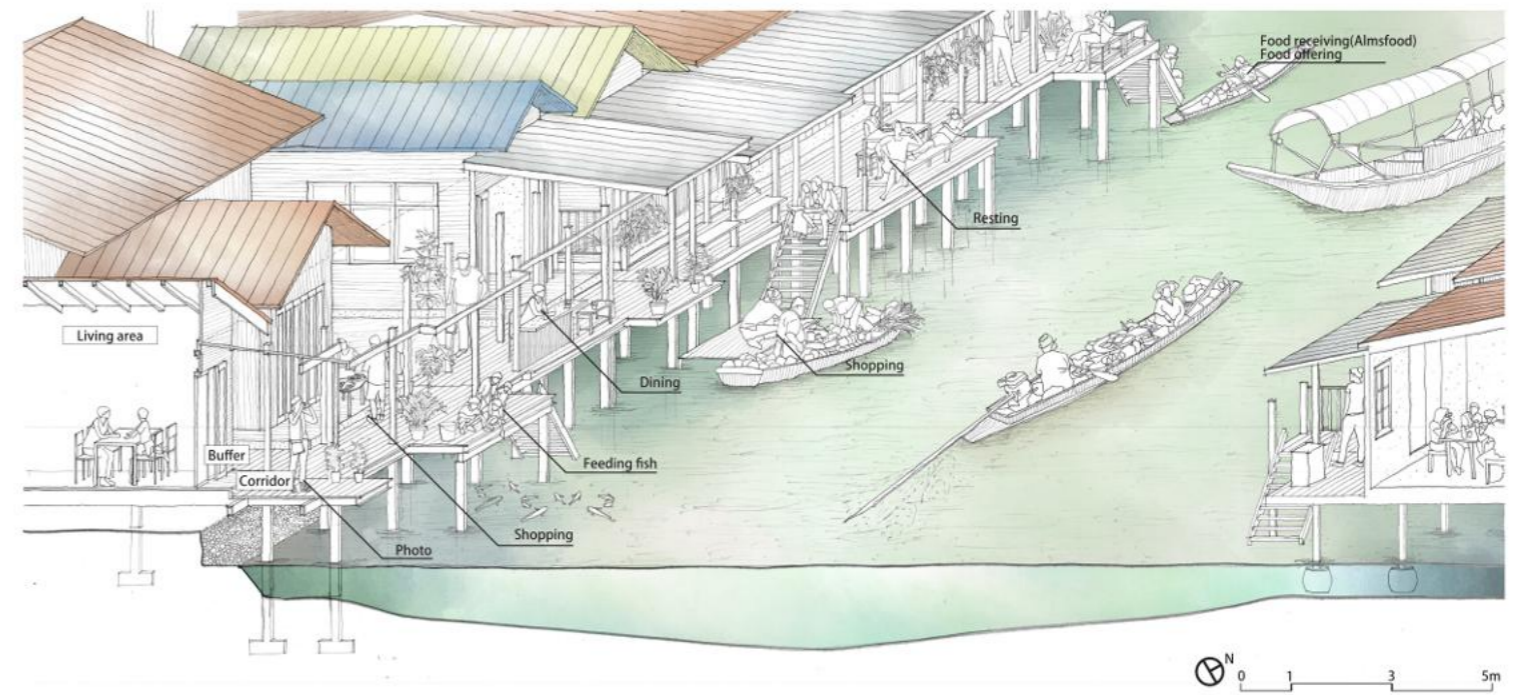 Food receiving(Almsfood)
Food offering
Resting
Living area
Shopping
Dining
Buffer
Feeding fish
Corridor
Shopping
Photo
N
0 1 3 5m